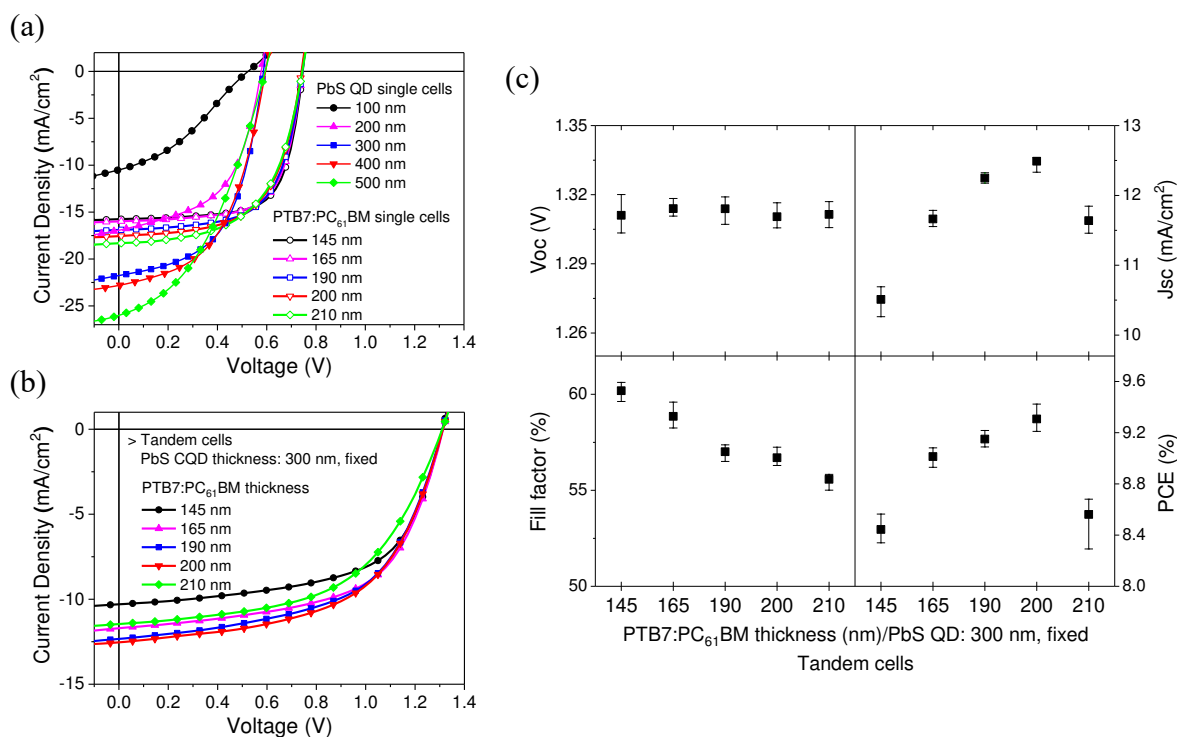 (a)
0
-5
-10
-15
-20
-25
Current Density (mA/cm²)
PbS QD single cells
100 nm
200 nm
300 nm
400 nm
500 nm
PTB7:PC₆₁BM single cells
145 nm
165 nm
190 nm
200 nm
210 nm
0.0 0.2 0.4 0.6 0.8 1.0 1.2 1.4
Voltage (V)
(b)
0
-5
-10
-15
Current Density (mA/cm²)
> Tandem cells
PbS CQD thickness: 300 nm, fixed
PTB7:PC₆₁BM thickness
145 nm
165 nm
190 nm
200 nm
210 nm
0.0 0.2 0.4 0.6 0.8 1.0 1.2 1.4
Voltage (V)
(c)
1.35
1.32
1.29
1.26
Voc (V)
13
12
11
10
Jsc (mA/cm²)
60
55
50
Fill factor (%)
9.6
9.2
8.8
8.4
8.0
PCE (%)
145 165 190 200 210 145 165 190 200 210
PTB7:PC₆₁BM thickness (nm)/PbS QD: 300 nm, fixed
Tandem cells